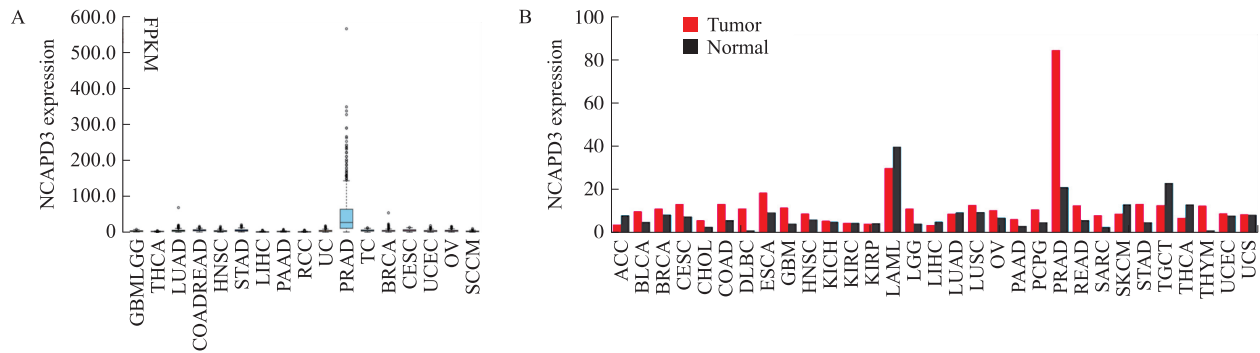 A
NCAPD3 expression
600.0
500.0
400.0
300.0
200.0
100.0
0
FPKM
GBMLGG
THCA
LUAD
COADREAD
HNSC
STAD
LIHC
PAAD
RCC
UC
PRAD
TC
BRCA
CESC
UCEC
OV
SCCM
B
NCAPD3 expression
100
80
60
40
20
0
Tumor
Normal
ACC
BLCA
BRCA
CESC
CHOL
COAD
DLBC
ESCA
GBM
HNSC
KICH
KIRC
KIRP
LAML
LGG
LIHC
LUAD
LUSC
OV
PAAD
PCPG
PRAD
READ
SARC
SKCM
STAD
TGCT
THCA
THYM
UCEC
UCS